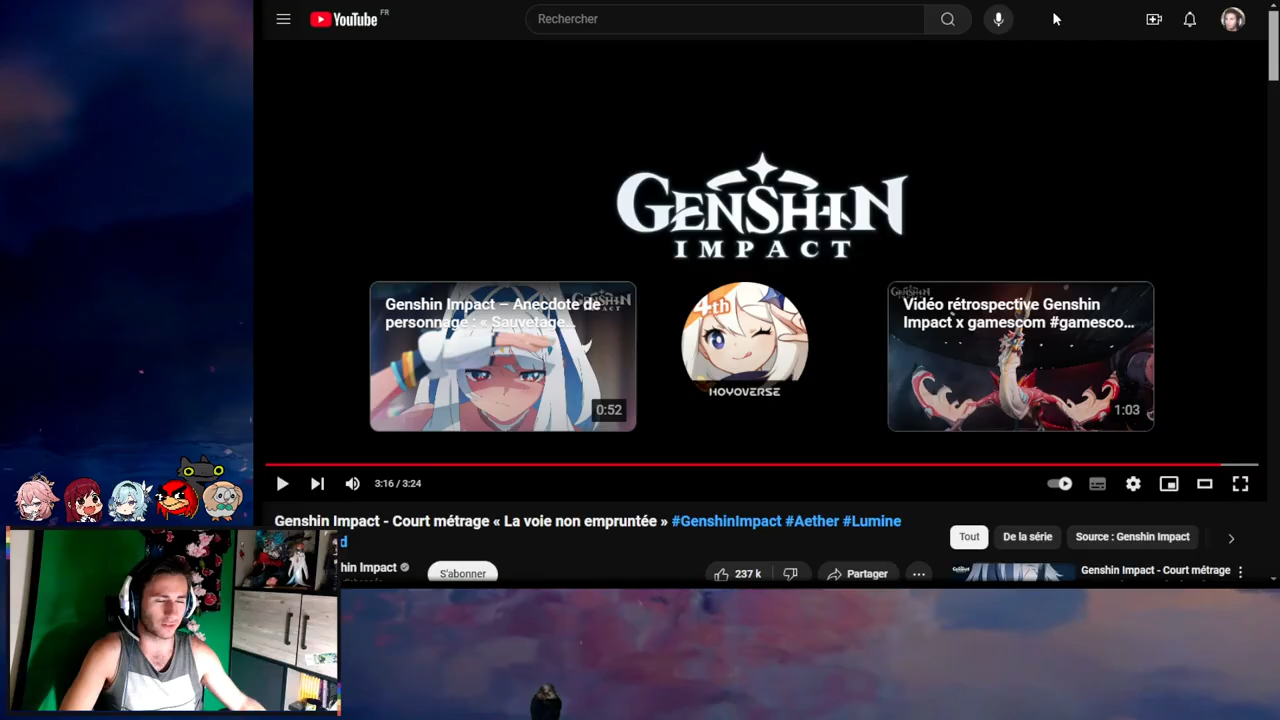 YouTube FR
Rechercher
GENSHIN
IMPACT
Genshin Impact – Anecdote de
personnage : « Sauvetage...
0:52
4th
HOYOVERSE
Vidéo rétrospective Genshin
Impact x gamescom #gamesco...
1:03
3:16 / 3:24
Genshin Impact - Court métrage « La voie non empruntée » #GenshinImpact #Aether #Lumine
Tout
De la série
Source : Genshin Impact
hin Impact
S'abonner
237 k
Partager
Genshin Impact - Court métrage